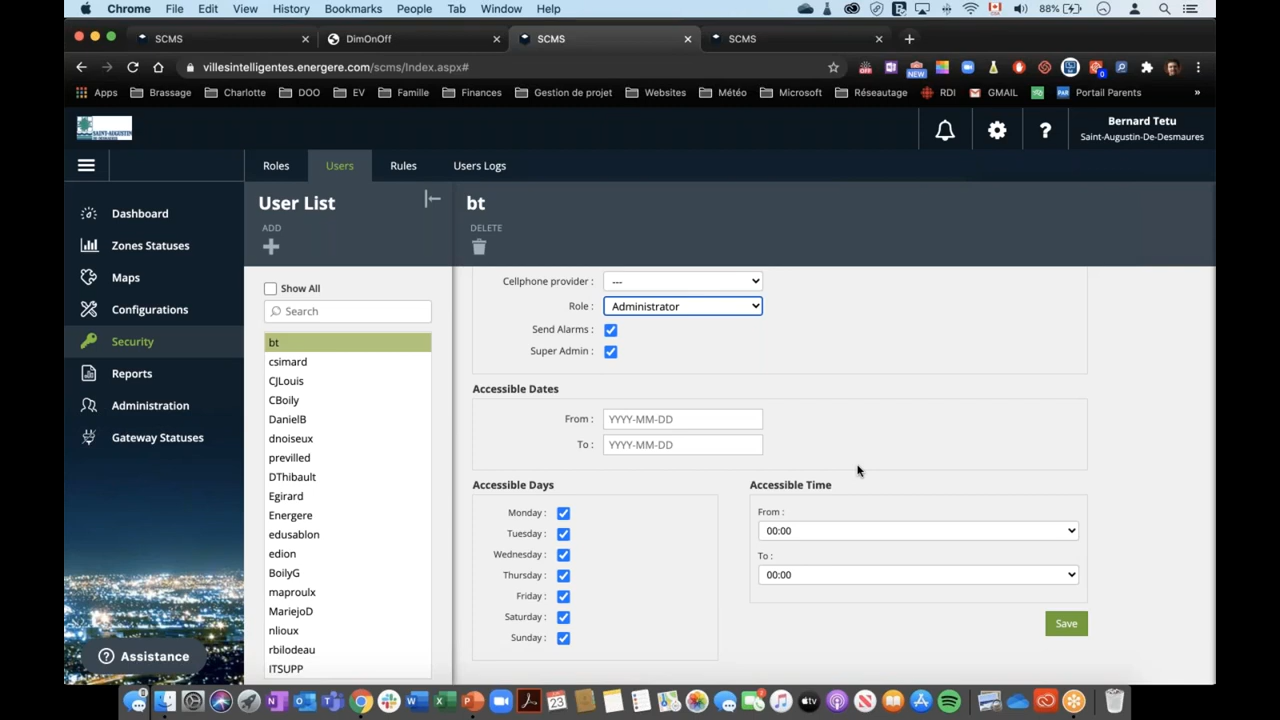 Chrome File Edit View History Bookmarks People Tab Window Help 88%
SCMS DimOnOff SCMS SCMS
villesintelligentes.energere.com/scms/Index.aspx#
Apps Brassage Charlotte DOO EV Famille Finances Gestion de projet Websites Météo Microsoft Réseautage RDI GMAIL Portail Parents »
SAINT-AUGUSTIN
Bernard Tetu
Saint-Augustin-De-Desmaures
Roles Users Rules Users Logs
Dashboard
Zones Statuses
Maps
Configurations
Security
Reports
Administration
Gateway Statuses
Assistance
User List
ADD
Show All
Search
bt
csimard
CJLouis
CBoily
DanielB
dnoiseux
previlled
DThibault
Egirard
Energere
edusablon
edion
BoilyG
maproulx
MariejoD
nlioux
rbilodeau
ITSUPP
bt
DELETE
Cellphone provider : ---
Role : Administrator
Send Alarms :
Super Admin :
Accessible Dates
From : YYYY-MM-DD
To : YYYY-MM-DD
Accessible Days
Monday :
Tuesday :
Wednesday :
Thursday :
Friday :
Saturday :
Sunday :
Accessible Time
From :
00:00
To :
00:00
Save